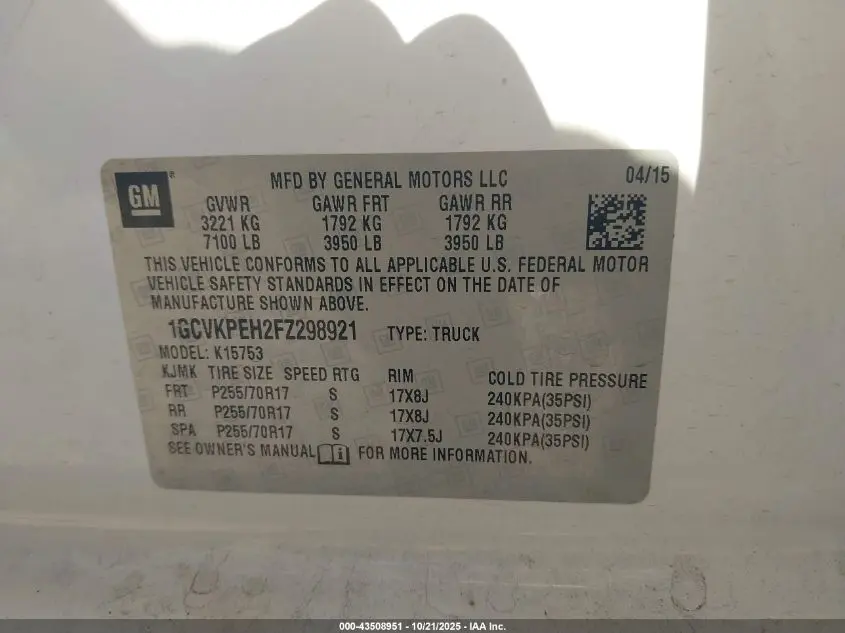 GM
MFD BY GENERAL MOTORS LLC 04/15
GVWR GAWR FRT GAWR RR
3221 KG 1792 KG 1792 KG
7100 LB 3950 LB 3950 LB
THIS VEHICLE CONFORMS TO ALL APPLICABLE U.S. FEDERAL MOTOR
VEHICLE SAFETY STANDARDS IN EFFECT ON THE DATE OF
MANUFACTURE SHOWN ABOVE.
1GCVKPEH2FZ298921 TYPE: TRUCK
MODEL: K15753
KJMK TIRE SIZE SPEED RTG RIM COLD TIRE PRESSURE
FRT P255/70R17 S 17X8J 240KPA(35PSI)
RR P255/70R17 S 17X8J 240KPA(35PSI)
SPA P255/70R17 S 17X7.5J 240KPA(35PSI)
SEE OWNER'S MANUAL i FOR MORE INFORMATION.
000-43508951 - 10/21/2025 - IAA Inc.